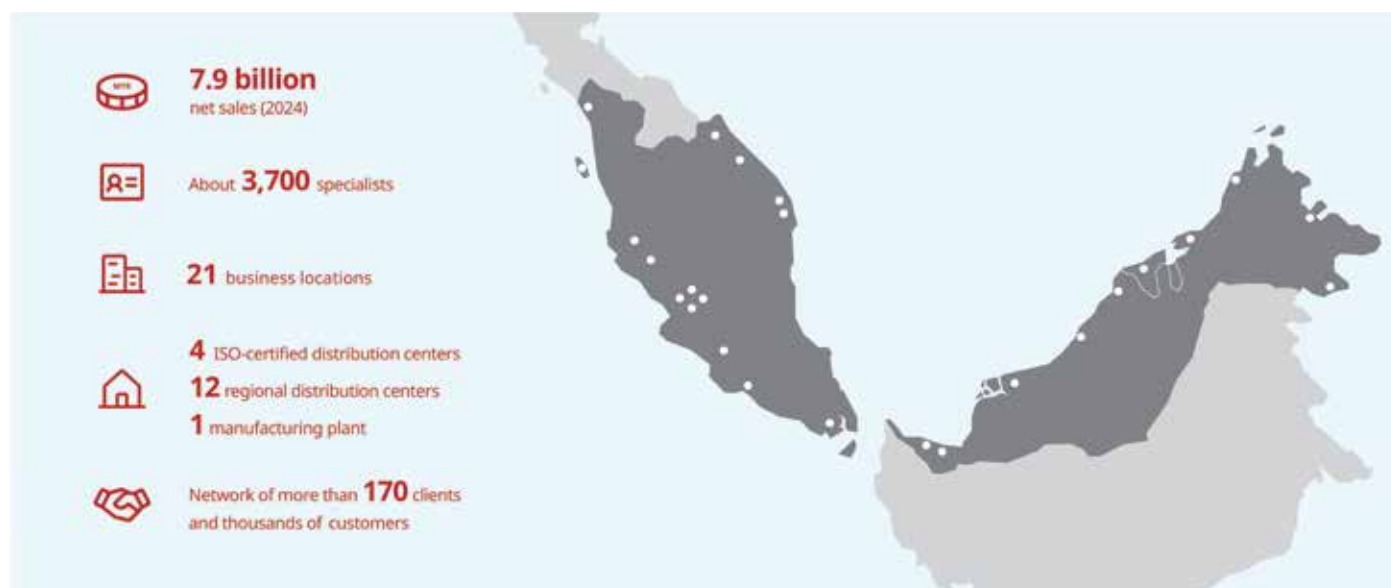 MYR
7.9 billion
net sales (2024)
About 3,700 specialists
21 business locations
4 ISO-certified distribution centers
12 regional distribution centers
1 manufacturing plant
Network of more than 170 clients
and thousands of customers